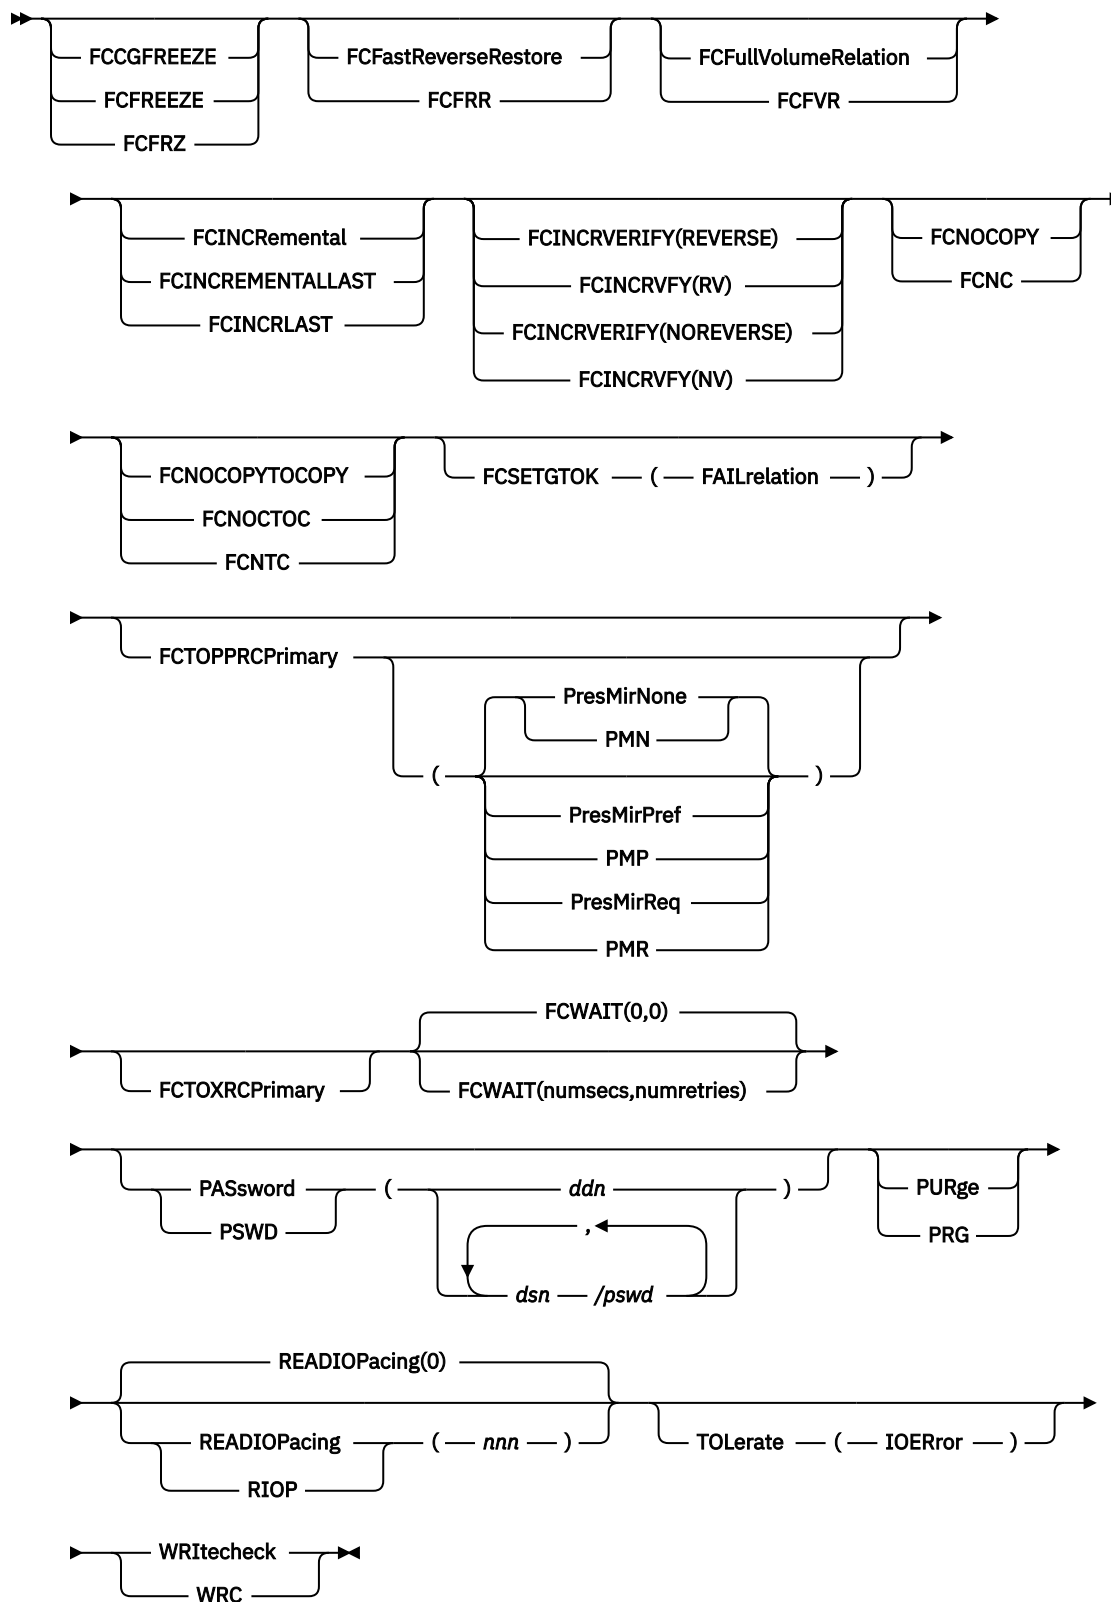 FCCGFREEZE
FCFREEZE
FCFRZ
FCFastReverseRestore
FCFRR
FCFullVolumeRelation
FCFVR
FCINCRemental
FCINCREMENTALLAST
FCINCRLAST
FCINCRVERIFY(REVERSE)
FCINCRVFY(RV)
FCINCRVERIFY(NOREVERSE)
FCINCRVFY(NV)
FCNOCOPY
FCNC
FCNOCOPYTOCOPY
FCNOCTOC
FCNTC
FCSETGTOK ( FAILrelation )
FCTOPPRCPrimary
PresMirNone
PMN
( )
PresMirPref
PMP
PresMirReq
PMR
FCTOXRCPrimary
FCWAIT(0,0)
FCWAIT(numsecs,numretries)
PASsword ( ddn )
PSWD
,
dsn /pswd
PURge
PRG
READIOPacing(0)
READIOPacing ( nnn )
RIOP
TOLerate ( IOERror )
WRItecheck
WRC